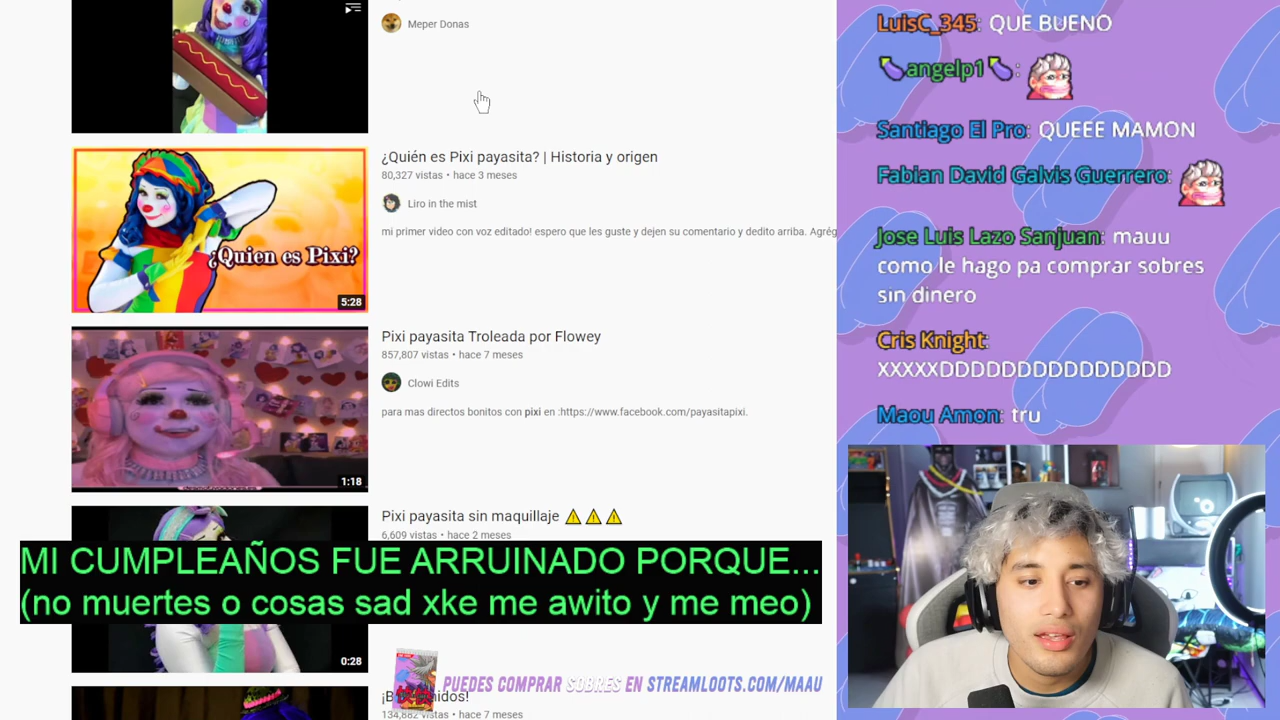 Meper Donas
¿Quién es Pixi payasita? | Historia y origen
80,327 vistas • hace 3 meses
Liro in the mist
mi primer video con voz editado! espero que les guste y dejen su comentario y dedito arriba. Agrég
¿Quien es Pixi?
5:28
Pixi payasita Troleada por Flowey
857,807 vistas • hace 7 meses
Clowi Edits
para mas directos bonitos con pixi en :https://www.facebook.com/payasitapixi.
1:18
Pixi payasita sin maquillaje ⚠⚠⚠
6,609 vistas • hace 2 meses
MI CUMPLEAÑOS FUE ARRUINADO PORQUE...
(no muertes o cosas sad xke me awito y me meo)
0:28
PUEDES COMPRAR SOBRES EN STREAMLOOTS.COM/MAAU
134,882 vistas • hace 7 meses
LuisC_345: QUE BUENO
angelp1:
Santiago El Pro: QUEEE MAMON
Fabian David Galvis Guerrero:
Jose Luis Lazo Sanjuan: mauu
como le hago pa comprar sobres
sin dinero
Cris Knight:
XXXXXDDDDDDDDDDDDDDD
Maou Amon: tru